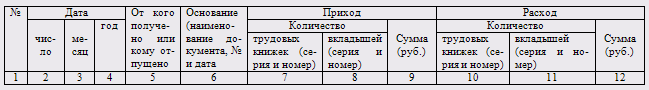 № Дата От кого Основание Приход Расход
год получе- (наимено- Количество Сумма Количество Сумма
чис- ме- но или вание до- трудовых вкладышей (руб.) трудовых вкладышей (руб.)
ло сяц кому от- кумента, № книжек (се- (серия и книжек (се- (серия и но-
пущено и дата рия и номер) номер) рия и номер) мер)
1 2 3 4 5 6 7 8 9 10 11 12